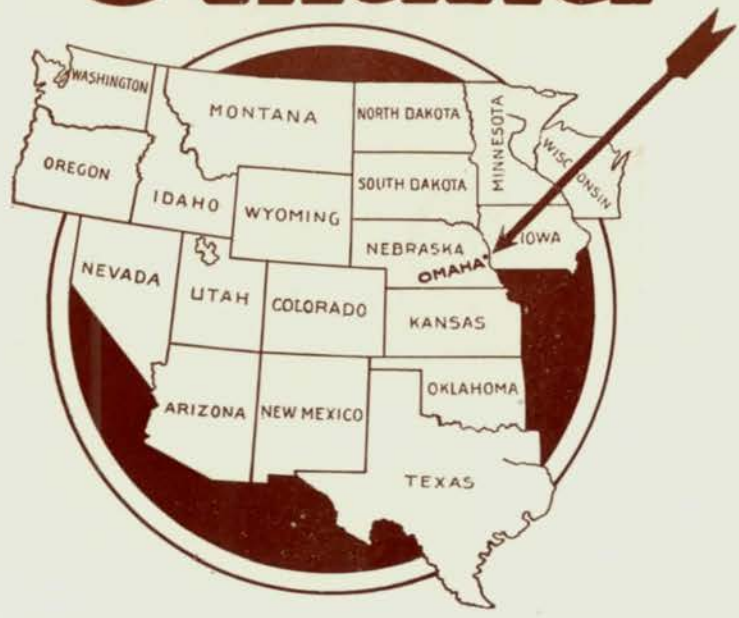 WASHINGTON
MONTANA
NORTH DAKOTA
MINNESOTA
WISCONSIN
OREGON
IDAHO
WYOMING
SOUTH DAKOTA
NEBRASKA
OMAHA
IOWA
NEVADA
UTAH
COLORADO
KANSAS
ARIZONA
NEW MEXICO
OKLAHOMA
TEXAS